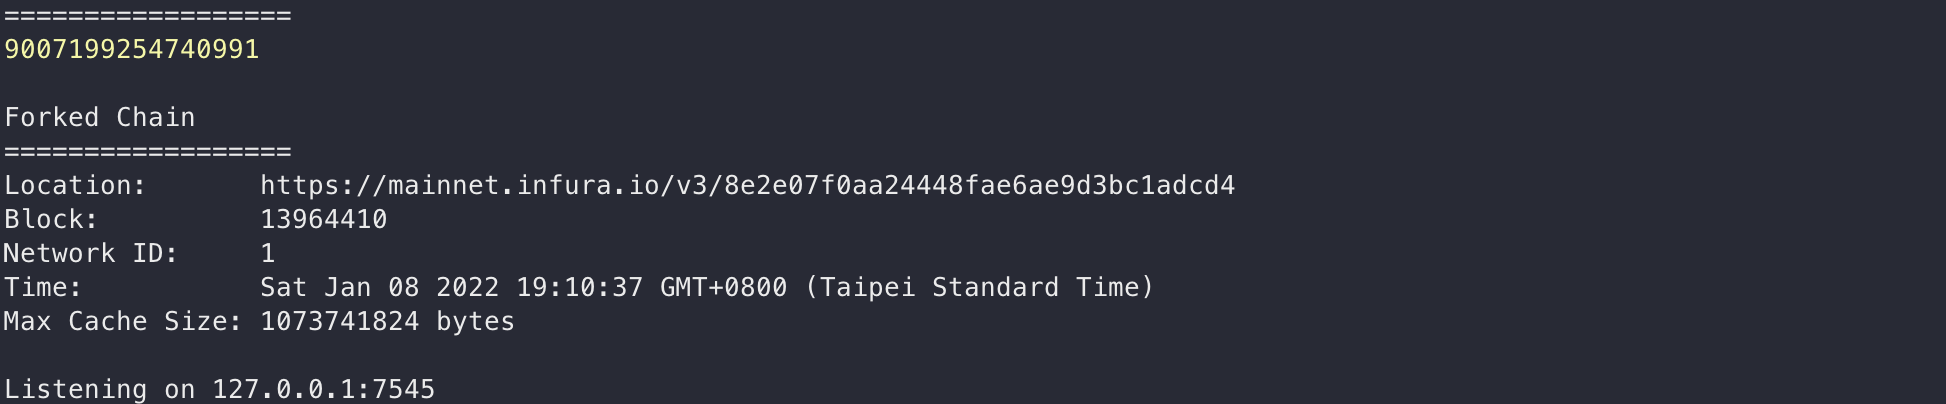 ==================
9007199254740991
Forked Chain
==================
Location: https://mainnet.infura.io/v3/8e2e07f0aa24448fae6ae9d3bc1adcd4
Block: 13964410
Network ID: 1
Time: Sat Jan 08 2022 19:10:37 GMT+0800 (Taipei Standard Time)
Max Cache Size: 1073741824 bytes
Listening on 127.0.0.1:7545